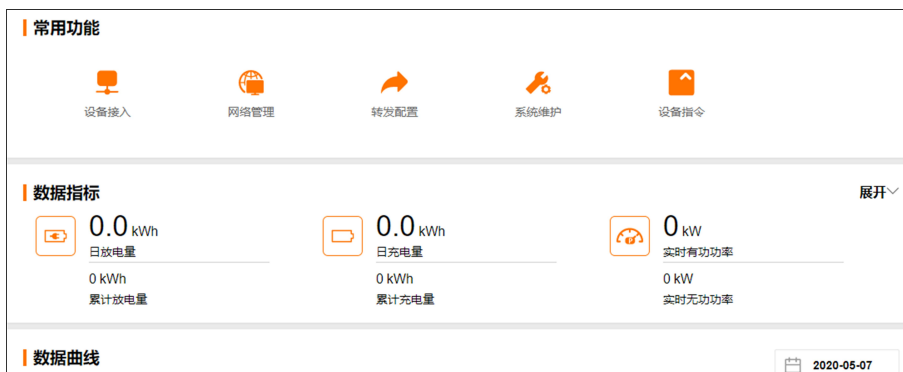 常用功能
设备接入 网络管理 转发配置 系统维护 设备指令
数据指标 展开
0.0 kWh 0.0 kWh 0 kW
日放电量 日充电量 实时有功功率
0 kWh 0 kWh 0 kW
累计放电量 累计充电量 实时无功功率
数据曲线 2020-05-07